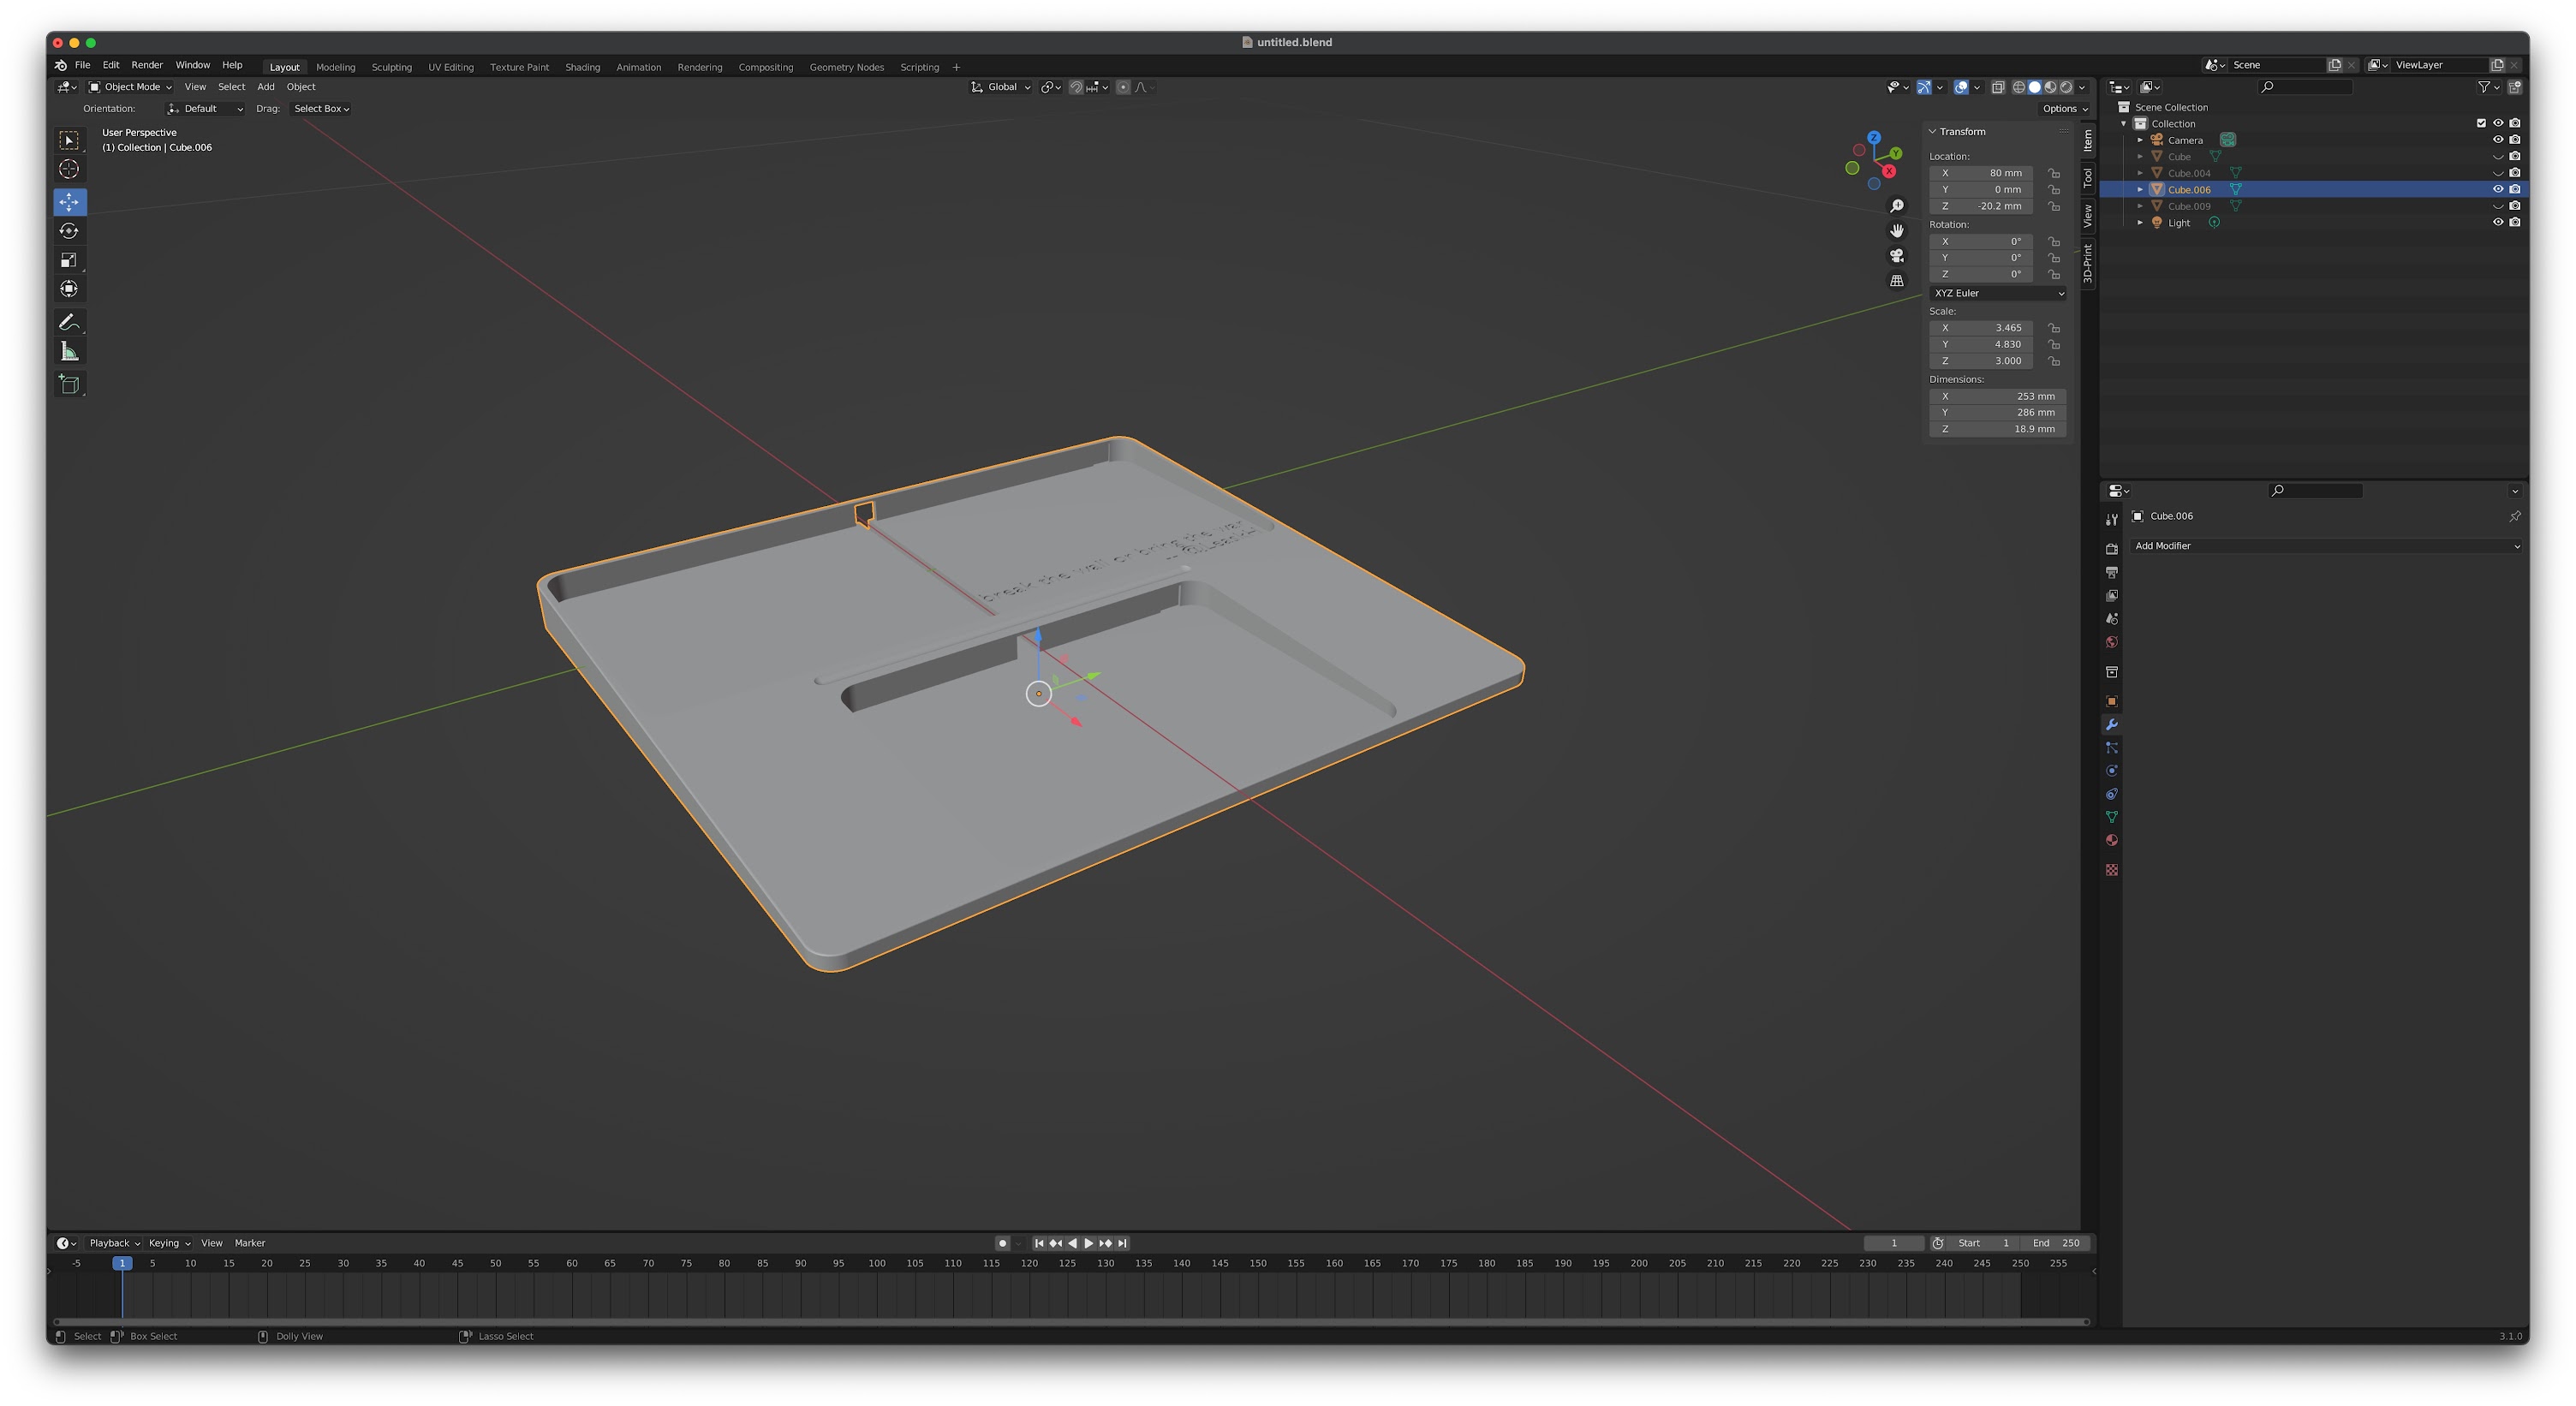 untitled.blend
File Edit Render Window Help Layout Modeling Sculpting UV Editing Texture Paint Shading Animation Rendering Compositing Geometry Nodes Scripting + Scene ViewLayer
Object Mode View Select Add Object Global
Orientation: Default Drag: Select Box Options
User Perspective
(1) Collection | Cube.006
Z
Y
X
Transform
Location:
X 80 mm
Y 0 mm
Z -20.2 mm
Rotation:
X 0°
Y 0°
Z 0°
XYZ Euler
Scale:
X 3.465
Y 4.830
Z 3.000
Dimensions:
X 253 mm
Y 286 mm
Z 18.9 mm
Item
Tool
View
3D-Print
Scene Collection
Collection
Camera
Cube
Cube.004
Cube.006
Cube.009
Light
Cube.006
Add Modifier
break the wall or bring the war
Playback Keying View Marker 1 Start 1 End 250
-5 1 5 10 15 20 25 30 35 40 45 50 55 60 65 70 75 80 85 90 95 100 105 110 115 120 125 130 135 140 145 150 155 160 165 170 175 180 185 190 195 200 205 210 215 220 225 230 235 240 245 250 255
Select Box Select Dolly View Lasso Select 3.1.0